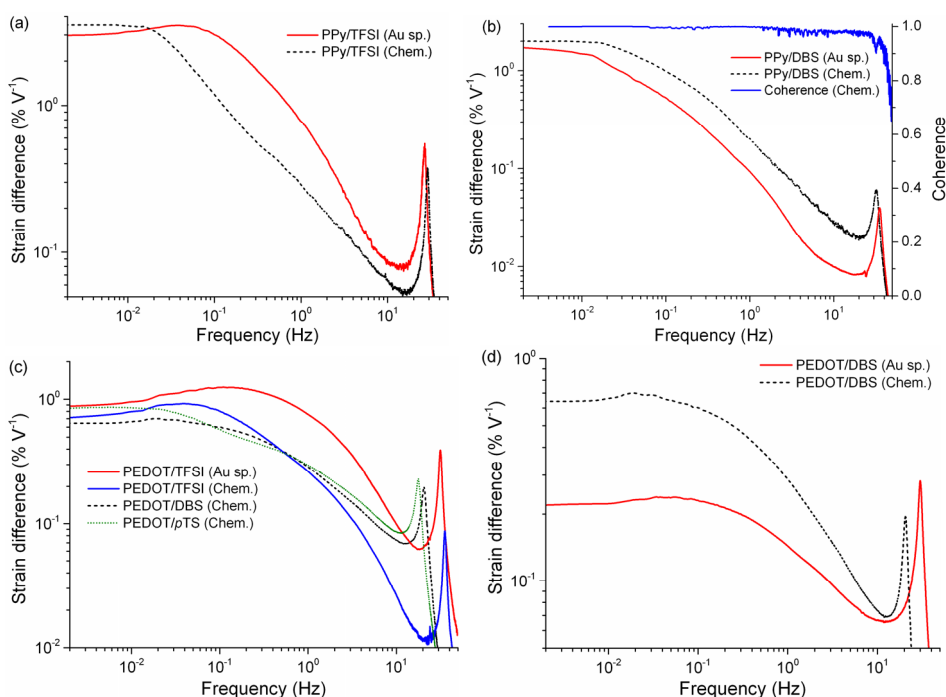 (a)
PPy/TFSI (Au sp.)
PPy/TFSI (Chem.)
10⁰
10⁻¹
Strain difference (% V⁻¹)
10⁻² 10⁻¹ 10⁰ 10¹
Frequency (Hz)
(b)
PPy/DBS (Au sp.)
PPy/DBS (Chem.)
Coherence (Chem.)
10⁰
10⁻¹
10⁻²
Strain difference (% V⁻¹)
1.0
0.8
0.6
0.4
0.2
0.0
Coherence
10⁻² 10⁻¹ 10⁰ 10¹
Frequency (Hz)
(c)
10⁰
10⁻¹
10⁻²
Strain difference (% V⁻¹)
PEDOT/TFSI (Au sp.)
PEDOT/TFSI (Chem.)
PEDOT/DBS (Chem.)
PEDOT/pTS (Chem.)
10⁻² 10⁻¹ 10⁰ 10¹
Frequency (Hz)
(d)
10⁰
10⁻¹
Strain difference (% V⁻¹)
PEDOT/DBS (Au sp.)
PEDOT/DBS (Chem.)
10⁻² 10⁻¹ 10⁰ 10¹
Frequency (Hz)